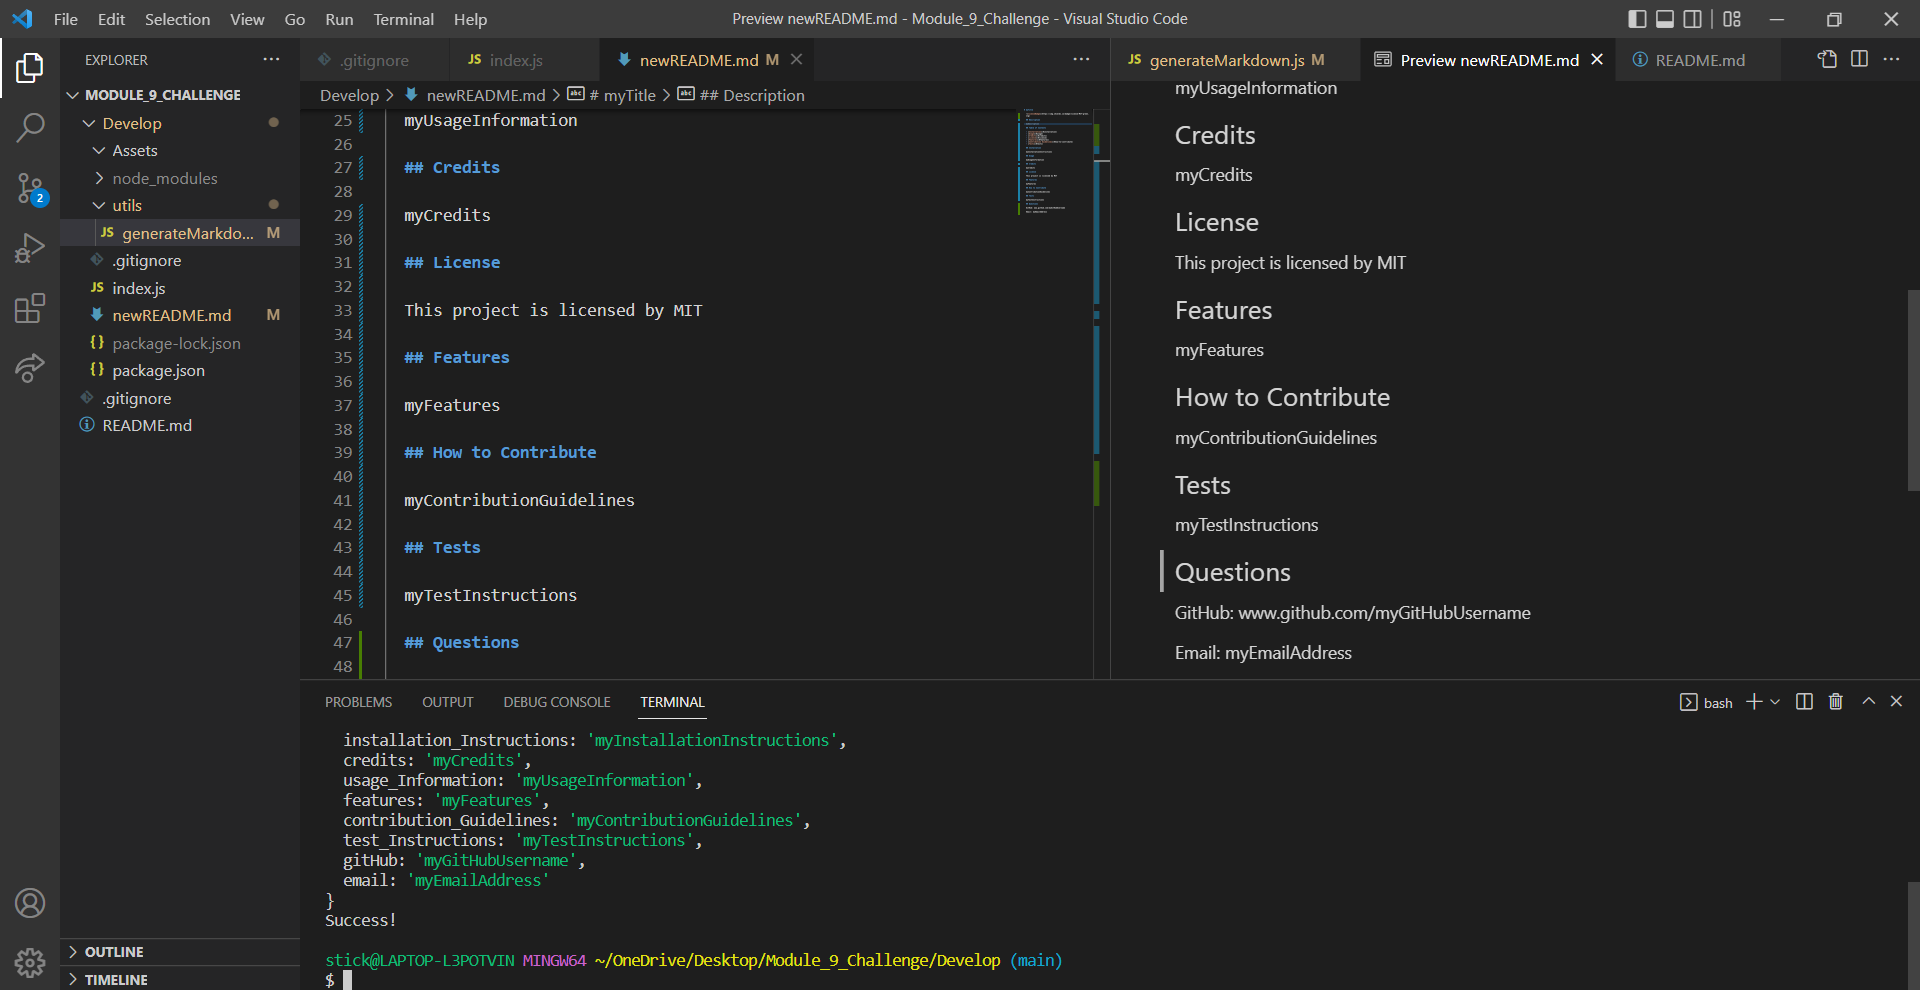 File Edit Selection View Go Run Terminal Help
Preview newREADME.md - Module_9_Challenge - Visual Studio Code
EXPLORER
MODULE_9_CHALLENGE
Develop
Assets
node_modules
utils
JS generateMarkdo... M
.gitignore
JS index.js
newREADME.md M
{} package-lock.json
{} package.json
.gitignore
README.md
OUTLINE
TIMELINE
2
.gitignore
JS index.js
newREADME.md M
Develop > newREADME.md > # myTitle > ## Description
25 myUsageInformation
26
27 ## Credits
28
29 myCredits
30
31 ## License
32
33 This project is licensed by MIT
34
35 ## Features
36
37 myFeatures
38
39 ## How to Contribute
40
41 myContributionGuidelines
42
43 ## Tests
44
45 myTestInstructions
46
47 ## Questions
48
JS generateMarkdown.js M
Preview newREADME.md
README.md
myUsageInformation
Credits
myCredits
License
This project is licensed by MIT
Features
myFeatures
How to Contribute
myContributionGuidelines
Tests
myTestInstructions
Questions
GitHub: www.github.com/myGitHubUsername
Email: myEmailAddress
PROBLEMS OUTPUT DEBUG CONSOLE TERMINAL
bash
installation_Instructions: 'myInstallationInstructions',
credits: 'myCredits',
usage_Information: 'myUsageInformation',
features: 'myFeatures',
contribution_Guidelines: 'myContributionGuidelines',
test_Instructions: 'myTestInstructions',
gitHub: 'myGitHubUsername',
email: 'myEmailAddress'
}
Success!
stick@LAPTOP-L3POTVIN MINGW64 ~/OneDrive/Desktop/Module_9_Challenge/Develop (main)
$